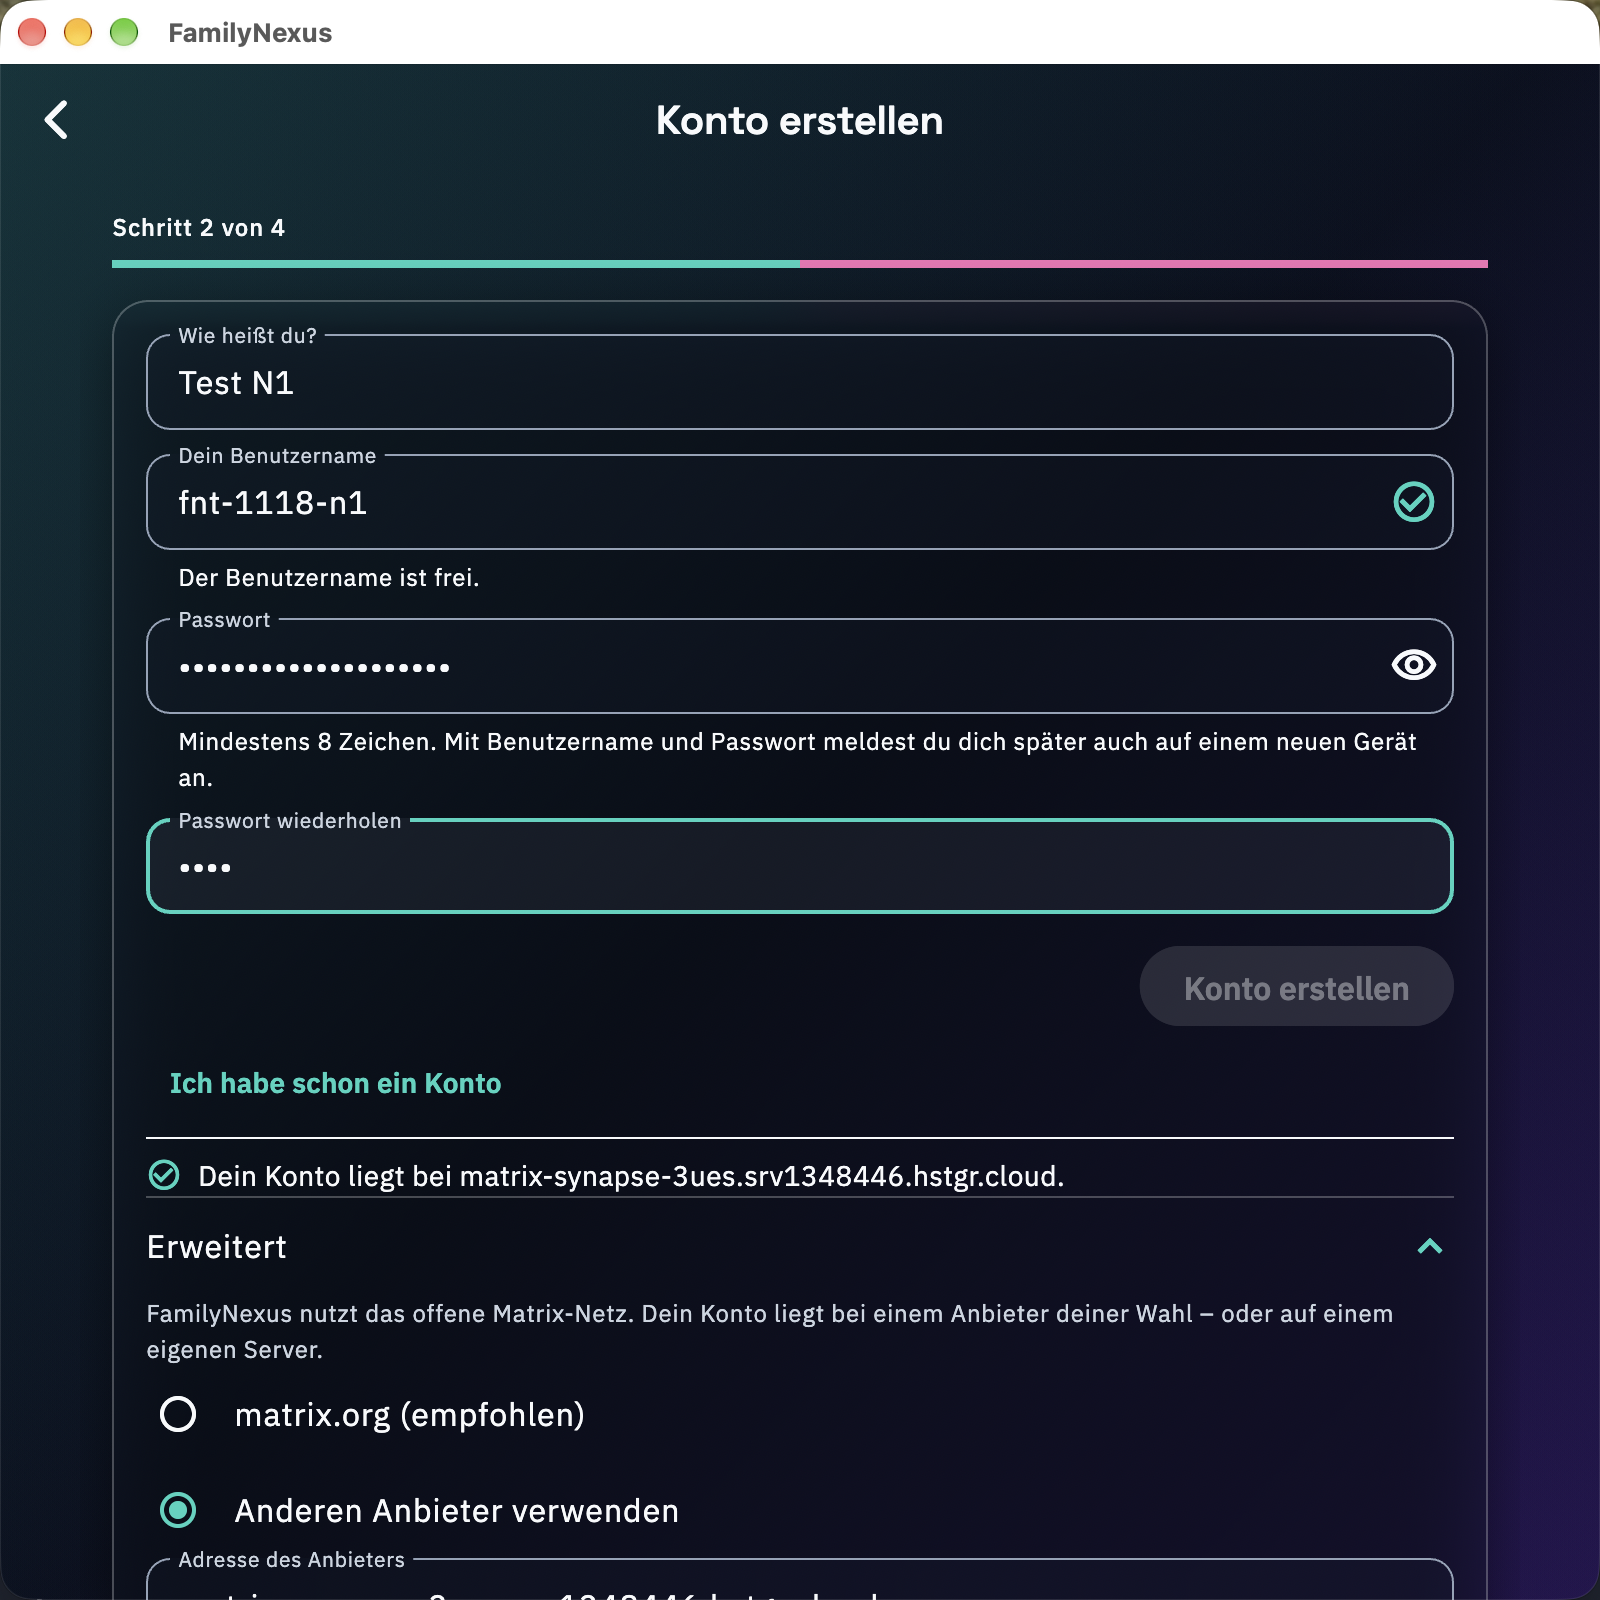 FamilyNexus
Konto erstellen
Schritt 2 von 4
Wie heißt du?
Test N1
Dein Benutzername
fnt-1118-n1
Der Benutzername ist frei.
Passwort
••••••••••••••••••••
Mindestens 8 Zeichen. Mit Benutzername und Passwort meldest du dich später auch auf einem neuen Gerät
an.
Passwort wiederholen
••••
Konto erstellen
Ich habe schon ein Konto
Dein Konto liegt bei matrix-synapse-3ues.srv1348446.hstgr.cloud.
Erweitert
FamilyNexus nutzt das offene Matrix-Netz. Dein Konto liegt bei einem Anbieter deiner Wahl – oder auf einem
eigenen Server.
matrix.org (empfohlen)
Anderen Anbieter verwenden
Adresse des Anbieters